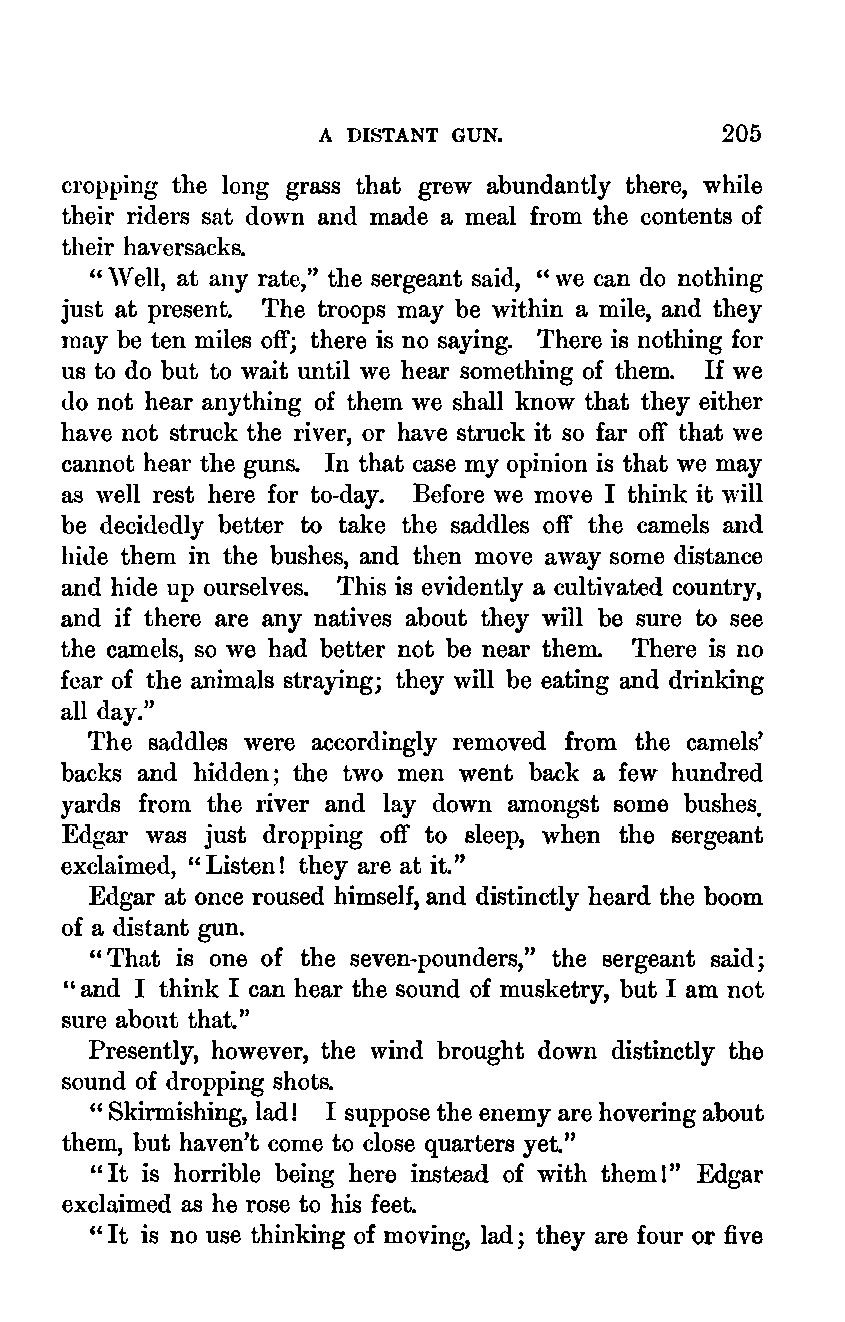 A DISTANT GUN. 205
cropping the long grass that grew abundantly there, while
their riders sat down and made a meal from the contents of
their haversacks.
“Well, at any rate,” the sergeant said, “we can do nothing
just at present. The troops may be within a mile, and they
may be ten miles off; there is no saying. There is nothing for
us to do but to wait until we hear something of them. If we
do not hear anything of them we shall know that they either
have not struck the river, or have struck it so far off that we
cannot hear the guns. In that case my opinion is that we may
as well rest here for to-day. Before we move I think it will
be decidedly better to take the saddles off the camels and
hide them in the bushes, and then move away some distance
and hide up ourselves. This is evidently a cultivated country,
and if there are any natives about they will be sure to see
the camels, so we had better not be near them. There is no
fear of the animals straying; they will be eating and drinking
all day.”
The saddles were accordingly removed from the camels’
backs and hidden; the two men went back a few hundred
yards from the river and lay down amongst some bushes.
Edgar was just dropping off to sleep, when the sergeant
exclaimed, “Listen! they are at it.”
Edgar at once roused himself, and distinctly heard the boom
of a distant gun.
“That is one of the seven-pounders,” the sergeant said;
“and I think I can hear the sound of musketry, but I am not
sure about that.”
Presently, however, the wind brought down distinctly the
sound of dropping shots.
“Skirmishing, lad! I suppose the enemy are hovering about
them, but haven’t come to close quarters yet.”
“It is horrible being here instead of with them!” Edgar
exclaimed as he rose to his feet.
“It is no use thinking of moving, lad; they are four or five